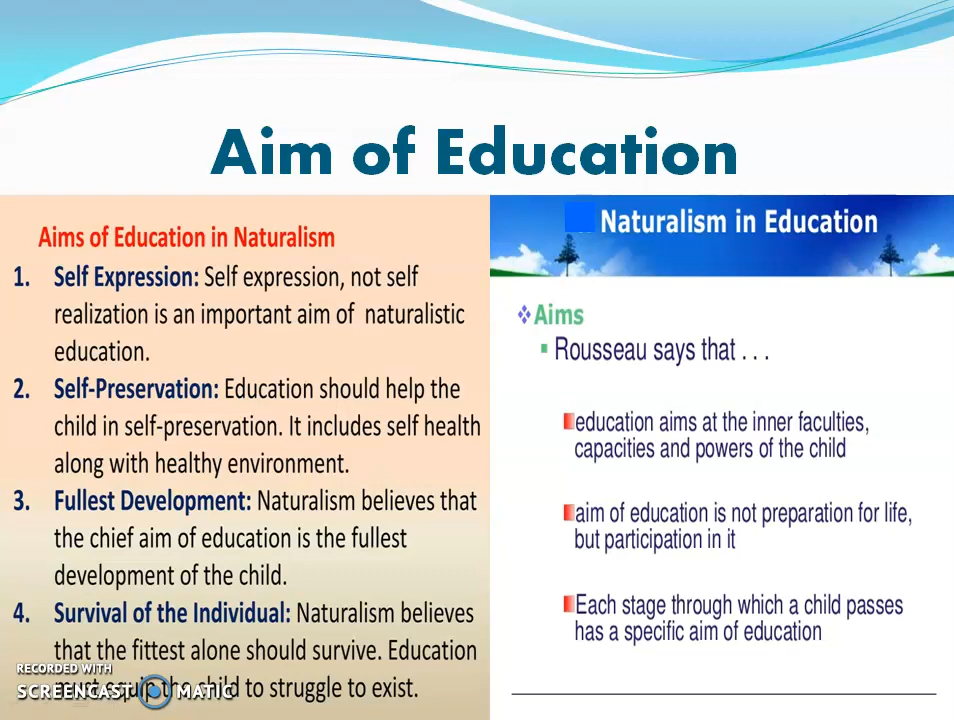 Aim of Education
Aims of Education in Naturalism
1. Self Expression: Self expression, not self
realization is an important aim of naturalistic
education.
2. Self-Preservation: Education should help the
child in self-preservation. It includes self health
along with healthy environment.
3. Fullest Development: Naturalism believes that
the chief aim of education is the fullest
development of the child.
4. Survival of the Individual: Naturalism believes
that the fittest alone should survive. Education
must equip the child to struggle to exist.
RECORDED WITH
SCREENCAST MATIC
Naturalism in Education
Aims
Rousseau says that . . .
education aims at the inner faculties,
capacities and powers of the child
aim of education is not preparation for life,
but participation in it
Each stage through which a child passes
has a specific aim of education